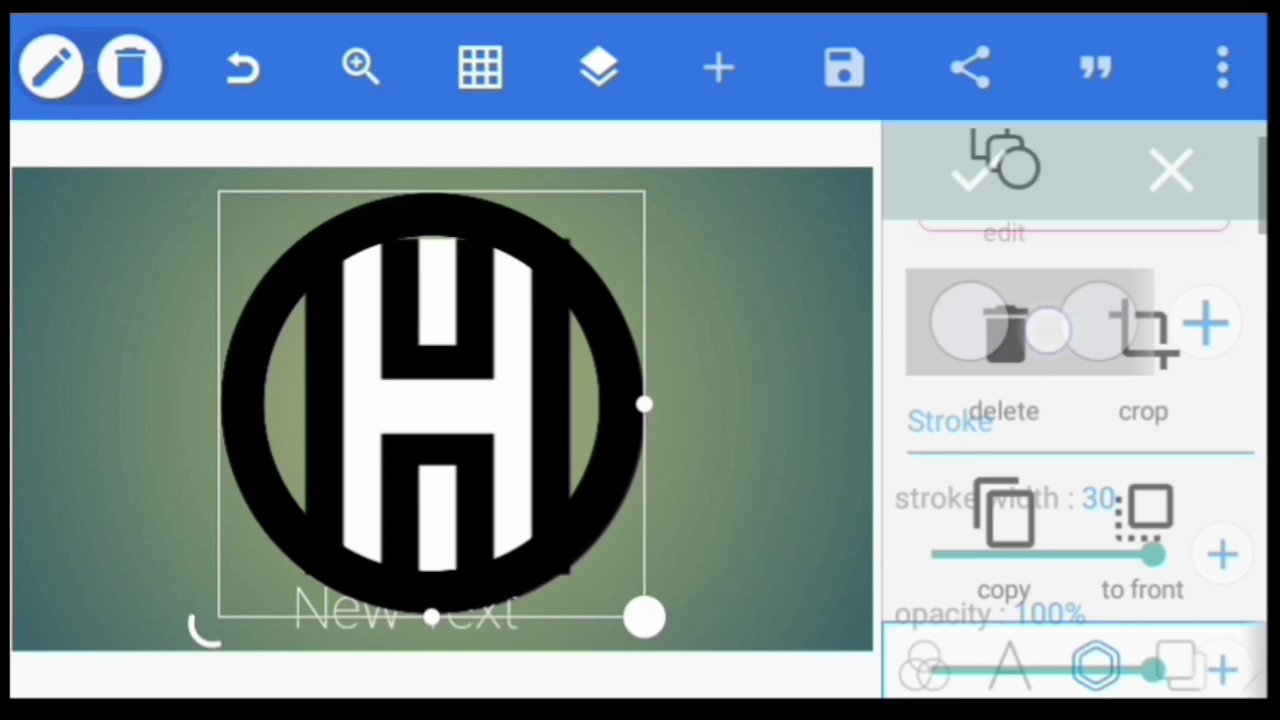 edit
delete
crop
Stroke
stroke width : 30
copy
to front
New Text
opacity : 100%